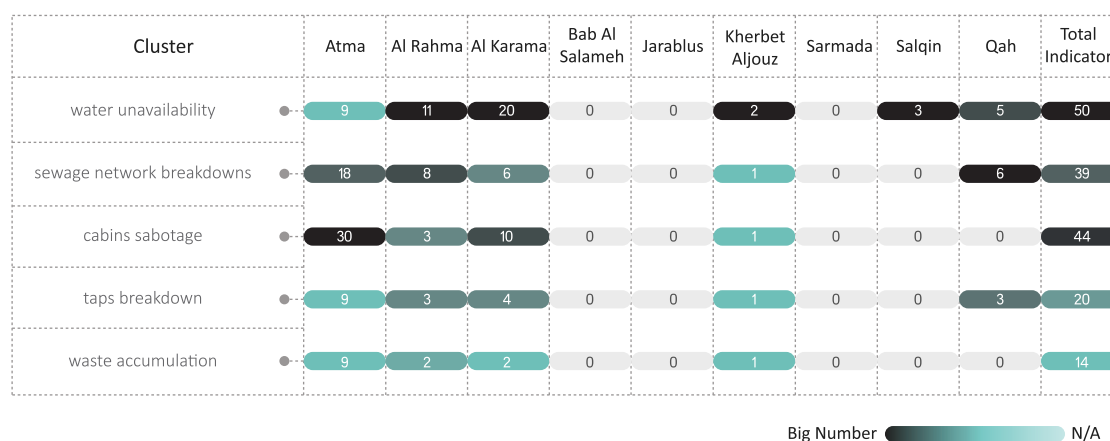 Cluster Atma Al Rahma Al Karama Bab Al Salameh Jarablus Kherbet Aljouz Sarmada Salqin Qah Total Indicator
water unavailability 9 11 20 0 0 2 0 3 5 50
sewage network breakdowns 18 8 6 0 0 1 0 0 6 39
cabins sabotage 30 3 10 0 0 1 0 0 0 44
taps breakdown 9 3 4 0 0 1 0 0 3 20
waste accumulation 9 2 2 0 0 1 0 0 0 14
Big Number N/A